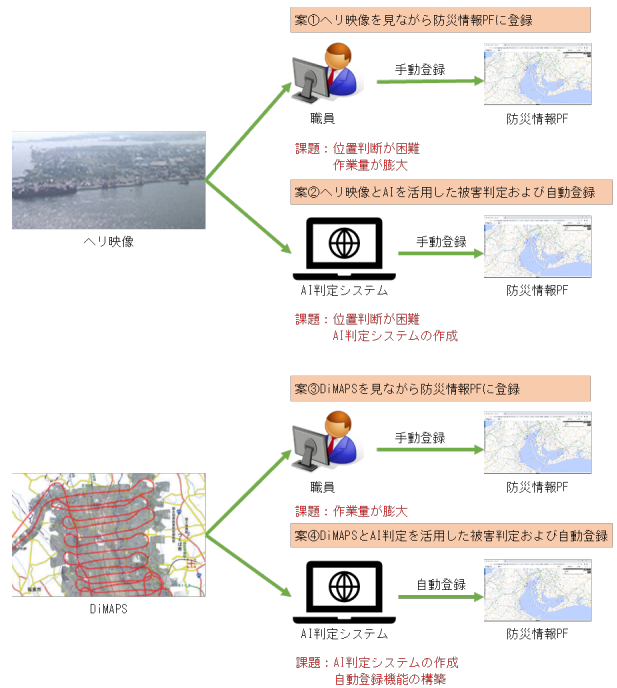 案①ヘリ映像を見ながら防災情報PFに登録
手動登録
職員
防災情報PF
課題：位置判断が困難
作業量が膨大
ヘリ映像
案②ヘリ映像とAIを活用した被害判定および自動登録
手動登録
AI判定システム
防災情報PF
課題：位置判断が困難
AI判定システムの作成
案③DiMAPSを見ながら防災情報PFに登録
手動登録
職員
防災情報PF
課題：作業量が膨大
DiMAPS
案④DiMAPSとAI判定を活用した被害判定および自動登録
自動登録
AI判定システム
防災情報PF
課題：AI判定システムの作成
自動登録機能の構築